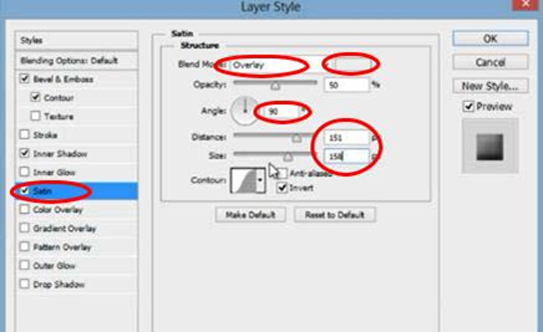 Layer Style
Styles
Blending Options: Default
Bevel & Emboss
Contour
Texture
Stroke
Inner Shadow
Inner Glow
Satin
Color Overlay
Gradient Overlay
Pattern Overlay
Outer Glow
Drop Shadow
Satin
Structure
Blend Mode: Overlay
Opacity: 50 %
Angle: 90 °
Distance: 151
Size: 158
Contour: Anti-aliased
Invert
Make Default Reset to Default
OK
Cancel
New Style...
Preview